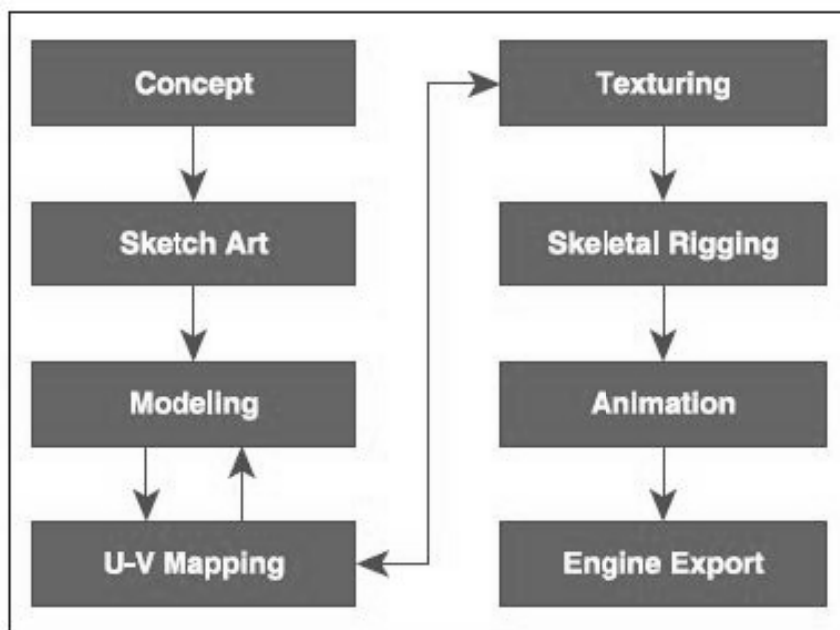 Concept
Sketch Art
Modeling
U–V Mapping
Texturing
Skeletal Rigging
Animation
Engine Export